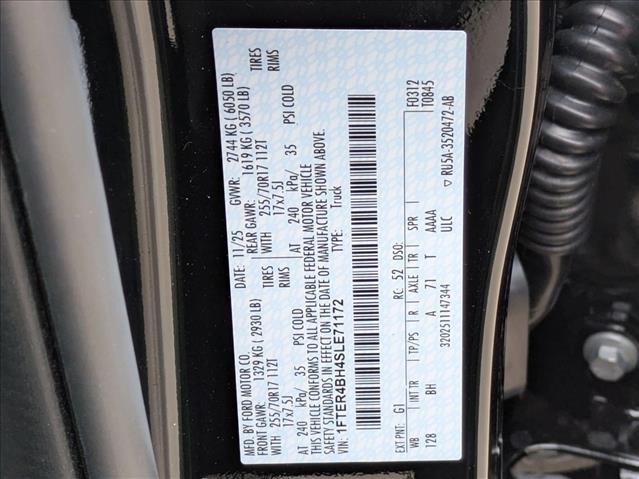 MFD. BY FORD MOTOR CO.
DATE: 11/25 GVWR: 2744 KG ( 6050 LB)
FRONT GAWR: 1329 KG ( 2930 LB) REAR GAWR: 1619 KG ( 3570 LB)
255/70R17 112T TIRES WITH 255/70R17 112T TIRES
17x7.5J RIMS 17x7.5J RIMS
AT 240 kPa/ 35 PSI COLD AT 240 kPa/ 35 PSI COLD
THIS VEHICLE CONFORMS TO ALL APPLICABLE FEDERAL MOTOR VEHICLE
SAFETY STANDARDS IN EFFECT ON THE DATE OF MANUFACTURE SHOWN ABOVE.
VIN: 1FTER4BH4SLE71172 TYPE: Truck
F0312
EXT PNT: G1 RC: 52 DSO: T0845
WB INT TR TP/PS R AXLE TR SPR
128 BH A 71 T AAAA
ULC
3202511147344 ▽ RU5A-3520472-AB